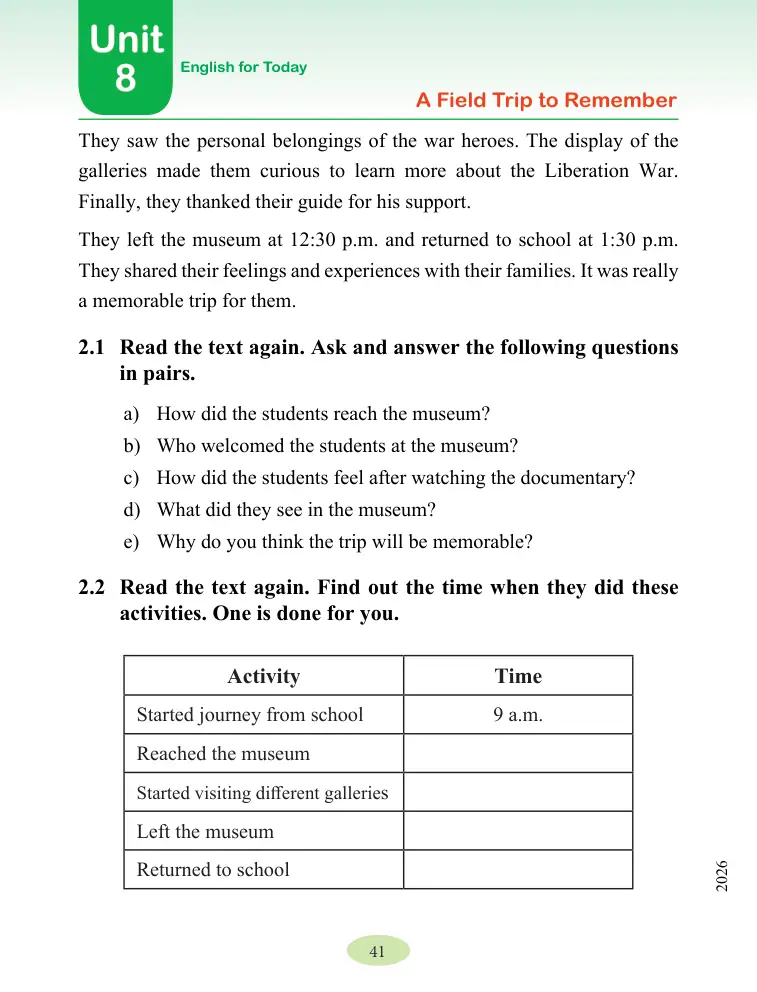 Unit
8
English for Today
A Field Trip to Remember
They saw the personal belongings of the war heroes. The display of the
galleries made them curious to learn more about the Liberation War.
Finally, they thanked their guide for his support.
They left the museum at 12:30 p.m. and returned to school at 1:30 p.m.
They shared their feelings and experiences with their families. It was really
a memorable trip for them.
2.1 Read the text again. Ask and answer the following questions
in pairs.
a) How did the students reach the museum?
b) Who welcomed the students at the museum?
c) How did the students feel after watching the documentary?
d) What did they see in the museum?
e) Why do you think the trip will be memorable?
2.2 Read the text again. Find out the time when they did these
activities. One is done for you.
Activity Time
Started journey from school 9 a.m.
Reached the museum
Started visiting different galleries
Left the museum
Returned to school
2026
41